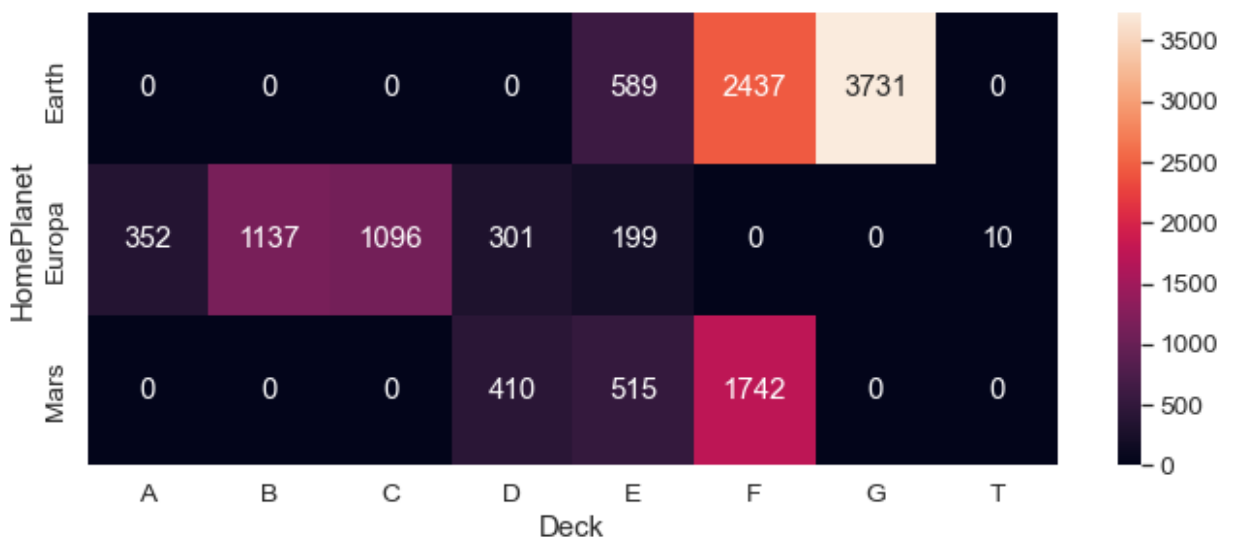 Earth 0 0 0 0 589 2437 3731 0
Europa 352 1137 1096 301 199 0 0 10
Mars 0 0 0 410 515 1742 0 0
HomePlanet
A B C D E F G T
Deck
3500
3000
2500
2000
1500
1000
500
0